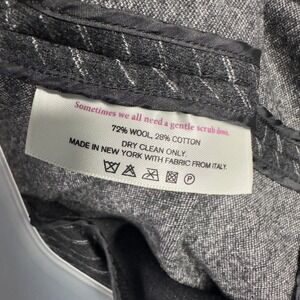 Sometimes we all need a gentle scrub down.
72% WOOL, 28% COTTON
DRY CLEAN ONLY.
MADE IN NEW YORK WITH FABRIC FROM ITALY.
P